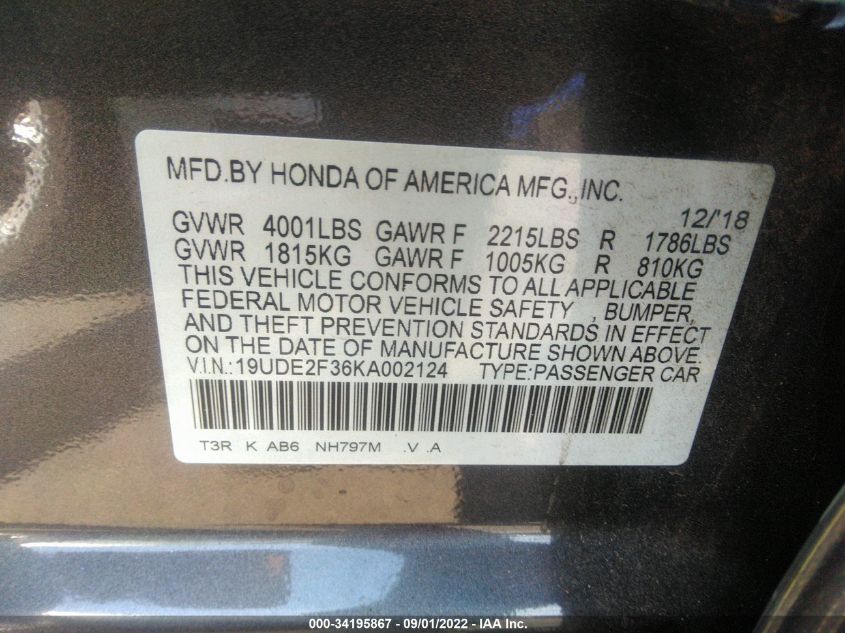 MFD.BY HONDA OF AMERICA MFG.,INC.
12/'18
GVWR 4001LBS GAWR F 2215LBS R 1786LBS
GVWR 1815KG GAWR F 1005KG R 810KG
THIS VEHICLE CONFORMS TO ALL APPLICABLE
FEDERAL MOTOR VEHICLE SAFETY , BUMPER,
AND THEFT PREVENTION STANDARDS IN EFFECT
ON THE DATE OF MANUFACTURE SHOWN ABOVE.
V.I.N.: 19UDE2F36KA002124 TYPE:PASSENGER CAR
T3R K AB6 NH797M .V .A
000-34195867 - 09/01/2022 - IAA Inc.